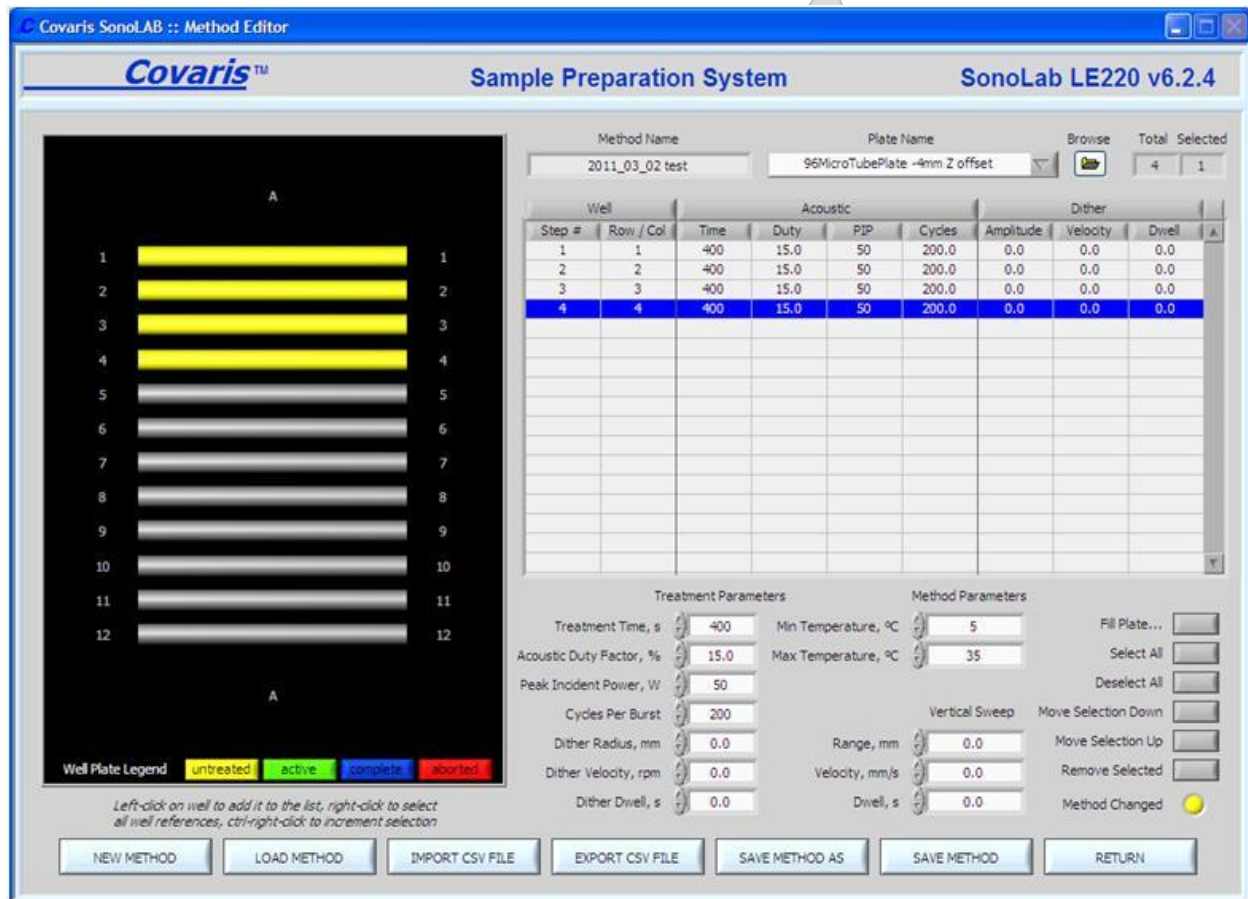 Covaris SonoLAB :: Method Editor
Covaris™ Sample Preparation System SonoLab LE220 v6.2.4
Method Name Plate Name Browse Total Selected
2011_03_02 test 96MicroTubePlate -4mm Z offset 4 1
A
Well Acoustic Dither
Step # Row / Col Time Duty PIP Cycles Amplitude Velocity Dwell
1 1 400 15.0 50 200.0 0.0 0.0 0.0
2 2 400 15.0 50 200.0 0.0 0.0 0.0
3 3 400 15.0 50 200.0 0.0 0.0 0.0
4 4 400 15.0 50 200.0 0.0 0.0 0.0
1 1
2 2
3 3
4 4
5 5
6 6
7 7
8 8
9 9
10 10
11 11
12 12
A
Well Plate Legend untreated active complete aborted
Left-click on well to add it to the list, right-click to select
all well references, ctrl-right-click to increment selection
Treatment Parameters
Treatment Time, s 400
Acoustic Duty Factor, % 15.0
Peak Incident Power, W 50
Cycles Per Burst 200
Dither Radius, mm 0.0
Dither Velocity, rpm 0.0
Dither Dwell, s 0.0
Method Parameters
Min Temperature, ºC 5
Max Temperature, ºC 35
Vertical Sweep
Range, mm 0.0
Velocity, mm/s 0.0
Dwell, s 0.0
Fill Plate...
Select All
Deselect All
Move Selection Down
Move Selection Up
Remove Selected
Method Changed
NEW METHOD LOAD METHOD IMPORT CSV FILE EXPORT CSV FILE SAVE METHOD AS SAVE METHOD RETURN